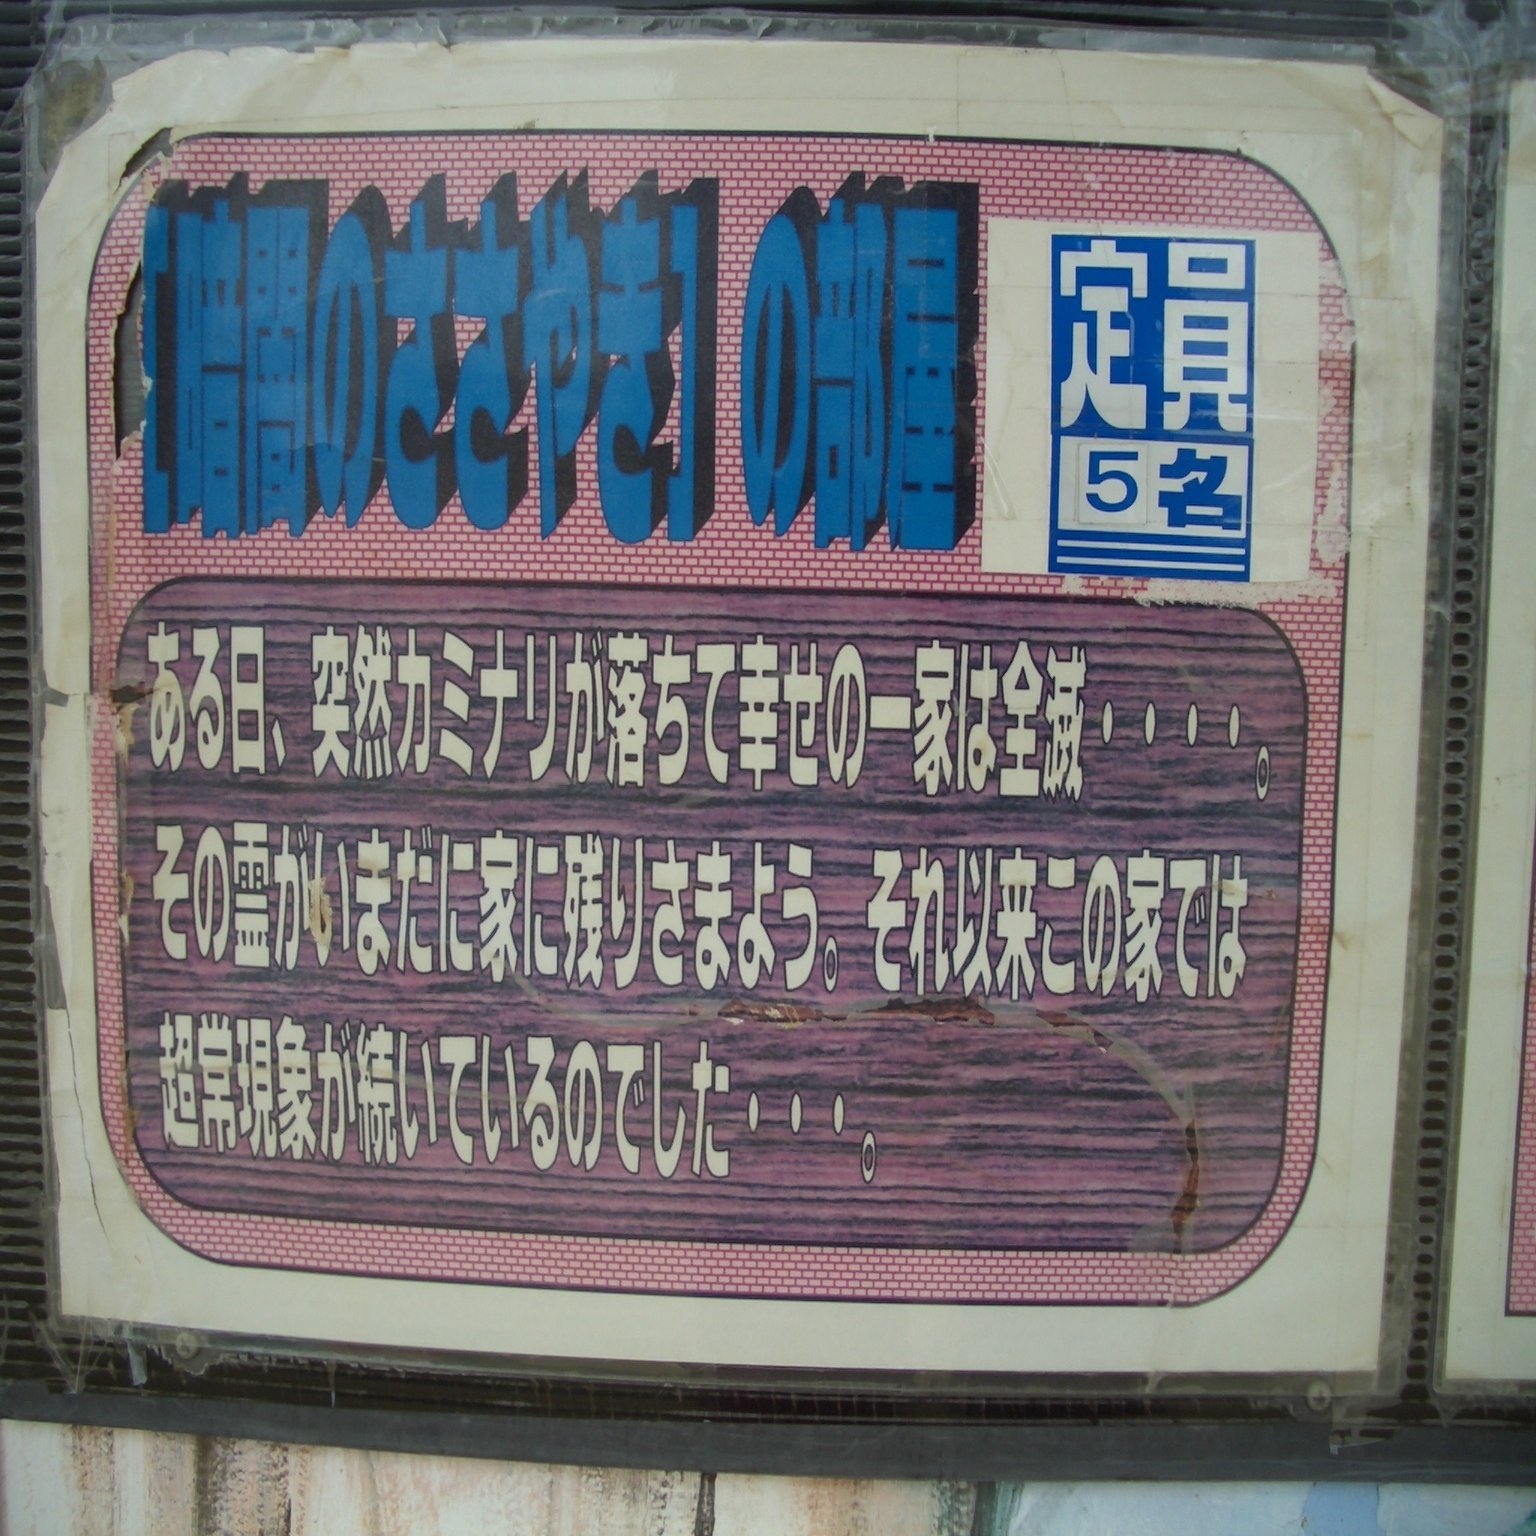 [暗闇のささやき]の部屋
定員
5名
ある日、突然カミナリが落ちて幸せの一家は全滅・・・・。
その霊がいまだに家に残りさまよう。それ以来この家では
超常現象が続いているのでした・・・。